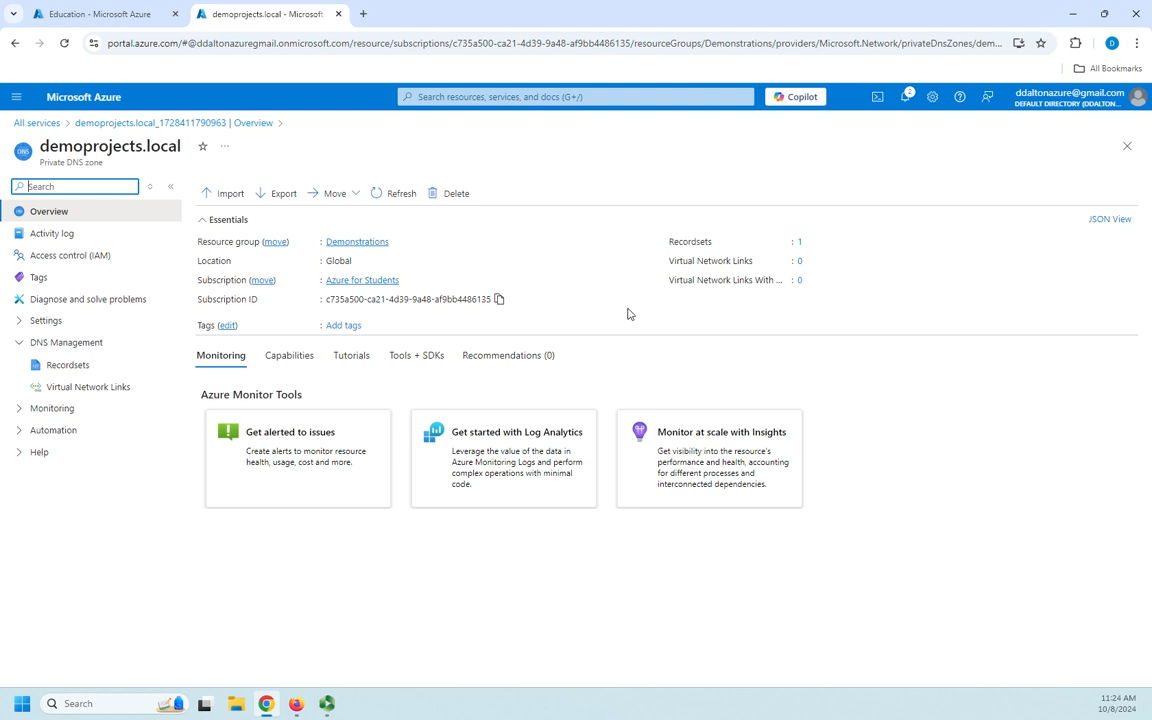 Education - Microsoft Azure
demoprojects.local - Microsoft
portal.azure.com/#@ddaltonazuregmail.onmicrosoft.com/resource/subscriptions/c735a500-ca21-4d39-9a48-af9bb4486135/resourceGroups/Demonstrations/providers/Microsoft.Network/privateDnsZones/dem...
All Bookmarks
Microsoft Azure
Search resources, services, and docs (G+/)
Copilot
2
ddaltonazure@gmail.com
DEFAULT DIRECTORY (DDALTON...
D
All services > demoprojects.local_1728411790963 | Overview >
DNS
demoprojects.local
...
Private DNS zone
Search
Import
Export
Move
Refresh
Delete
Overview
Activity log
Access control (IAM)
Tags
Diagnose and solve problems
Settings
DNS Management
Recordsets
Virtual Network Links
Monitoring
Automation
Help
Essentials
JSON View
Resource group (move) : Demonstrations
Location : Global
Subscription (move) : Azure for Students
Subscription ID : c735a500-ca21-4d39-9a48-af9bb4486135
Tags (edit) : Add tags
Recordsets : 1
Virtual Network Links : 0
Virtual Network Links With ... : 0
Monitoring
Capabilities
Tutorials
Tools + SDKs
Recommendations (0)
Azure Monitor Tools
Get alerted to issues
Create alerts to monitor resource
health, usage, cost and more.
Get started with Log Analytics
Leverage the value of the data in
Azure Monitoring Logs and perform
complex operations with minimal
code.
Monitor at scale with Insights
Get visibility into the resource's
performance and health, accounting
for different processes and
interconnected dependencies.
Search
11:24 AM
10/8/2024